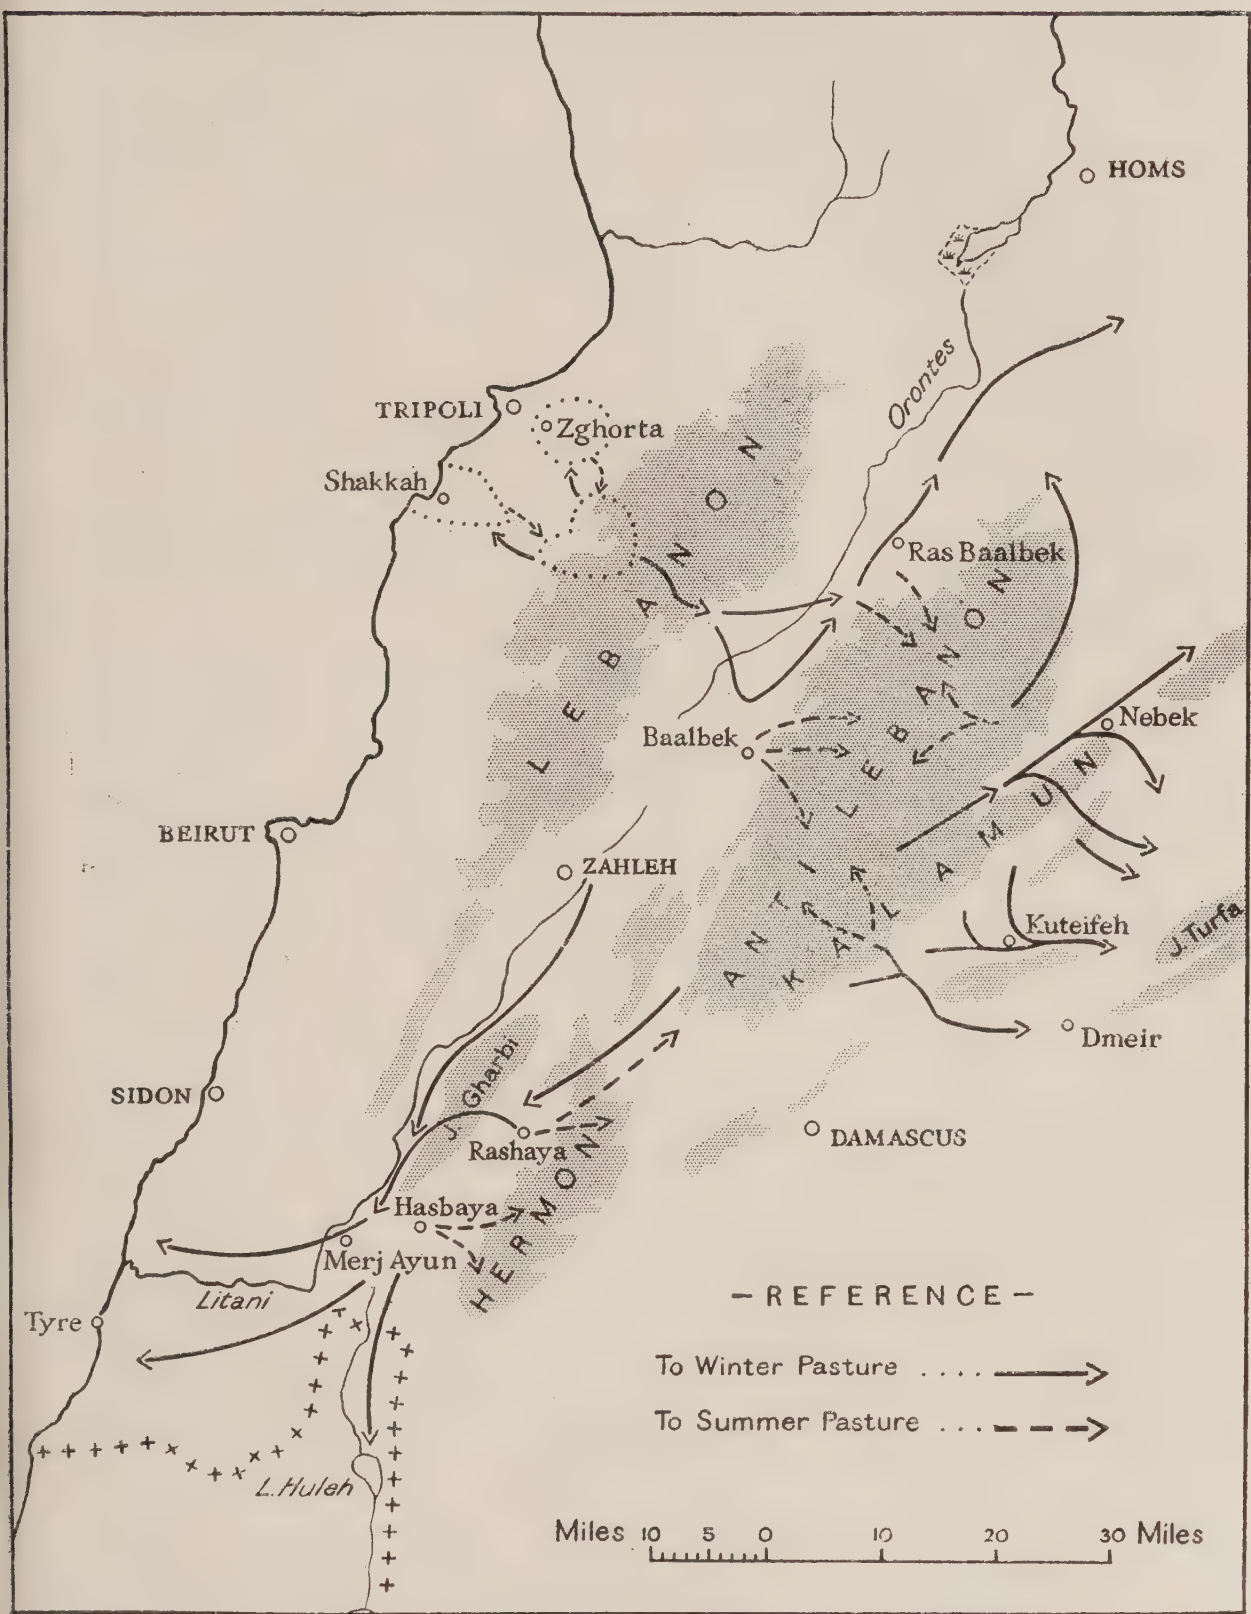 HOMS
Orontes
TRIPOLI
Zghorta
Shakkah
LEBANON
Ras Baalbek
ANTI LEBANON
Nebek
Baalbek
KALAMUN
BEIRUT
ZAHLEH
Kuteifeh
J. Turfa
Dmeir
J. Gharbi
SIDON
Rashaya
DAMASCUS
Hasbaya
HERMON
Merj Ayun
Litani
Tyre
L. Huleh
– REFERENCE –
To Winter Pasture ....
To Summer Pasture ...
Miles 10 5 0 10 20 30 Miles